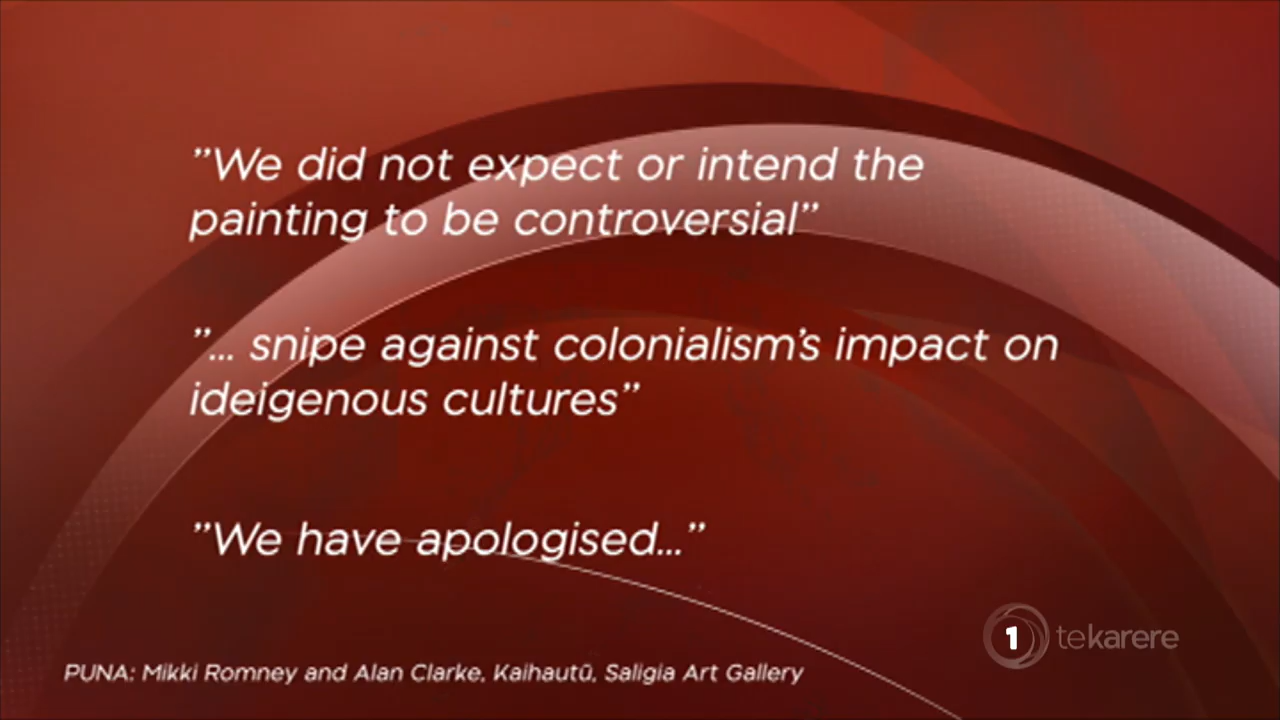 ”We did not expect or intend the
painting to be controversial”
”... snipe against colonialism’s impact on
ideigenous cultures”
”We have apologised...”
1 tekarere
PUNA: Mikki Romney and Alan Clarke, Kaihautū, Saligia Art Gallery